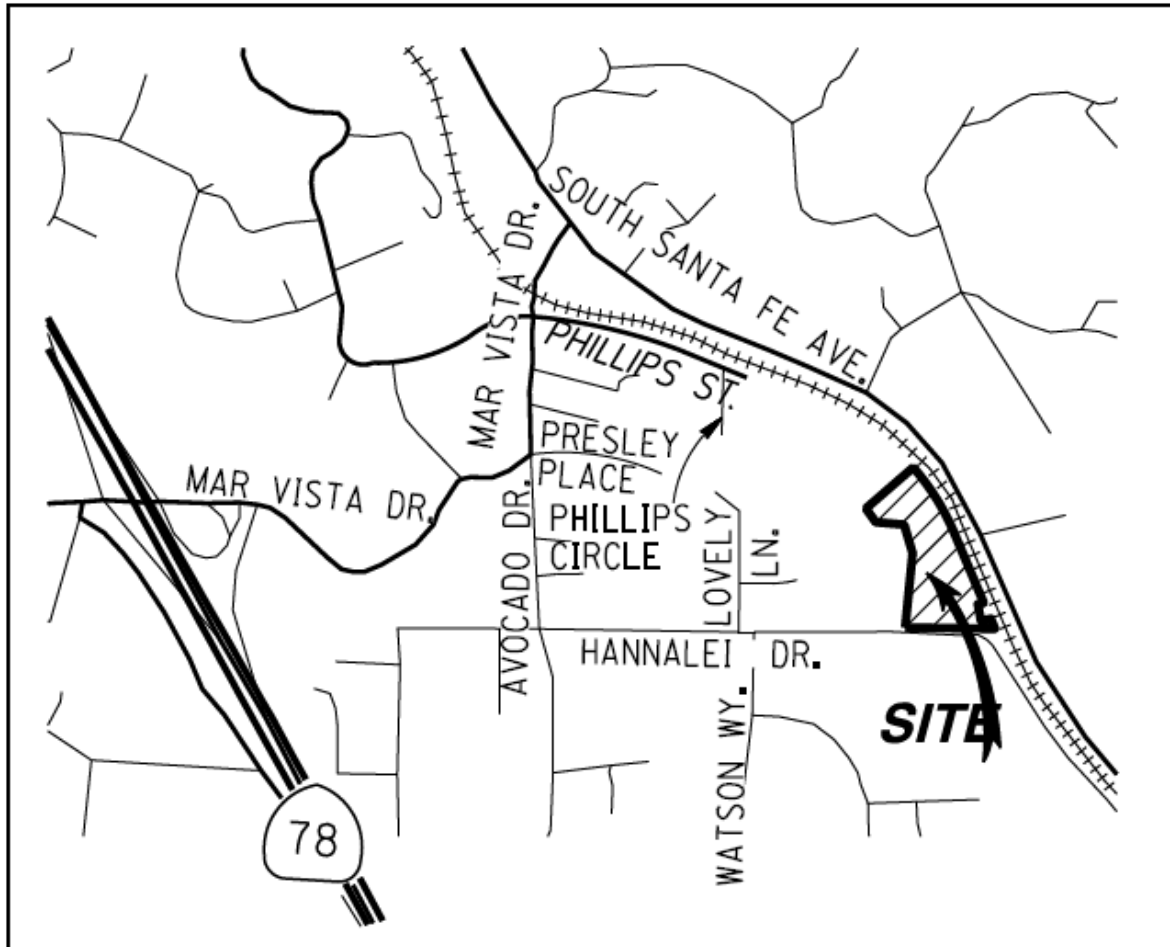 SOUTH SANTA FE AVE.
MAR VISTA DR.
PHILLIPS ST.
PRESLEY
PLACE
MAR VISTA DR.
PHILLIPS
CIRCLE
AVOCADO DR.
LOVELY
LN.
HANNALEI DR.
WATSON WY.
SITE
78